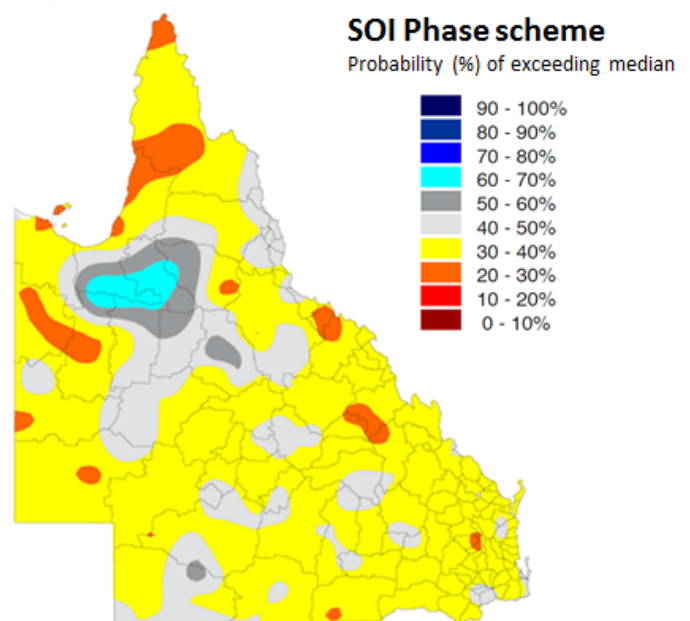 SOI Phase scheme
Probability (%) of exceeding median
90 - 100%
80 - 90%
70 - 80%
60 - 70%
50 - 60%
40 - 50%
30 - 40%
20 - 30%
10 - 20%
0 - 10%